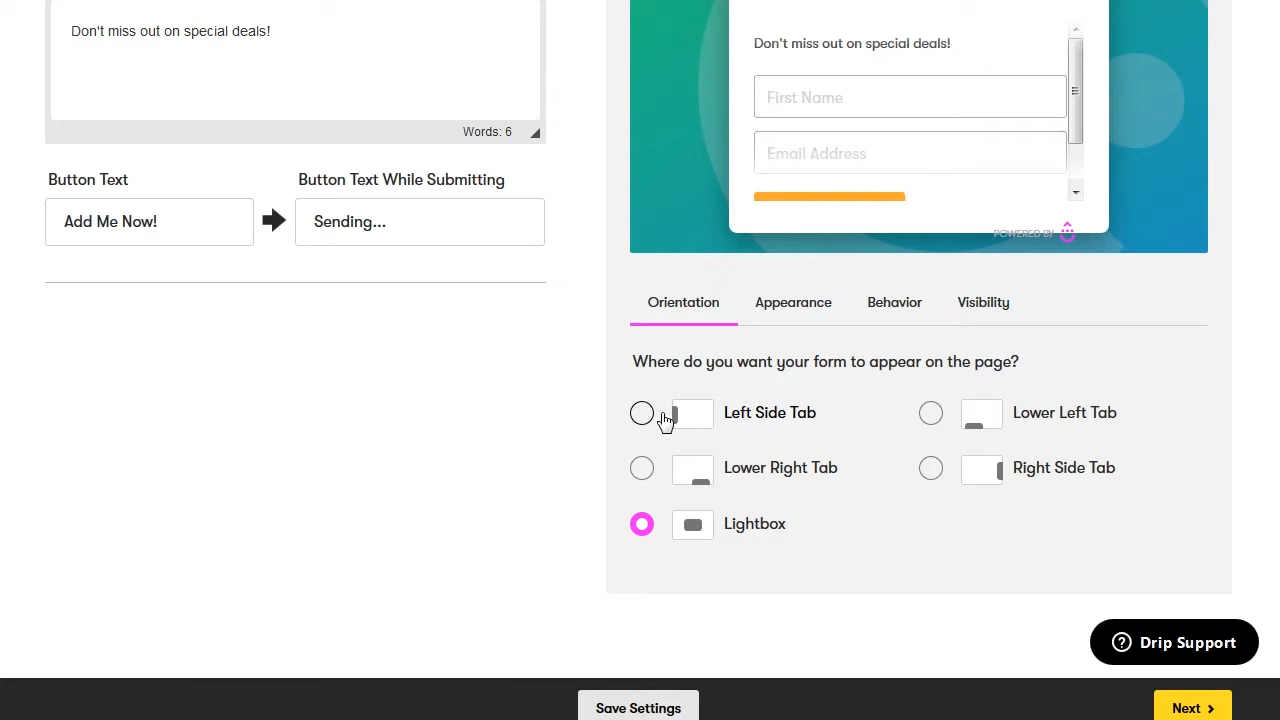 Don't miss out on special deals!
Words: 6
Button Text
Button Text While Submitting
Add Me Now!
Sending...
Don't miss out on special deals!
First Name
Email Address
POWERED BY
Orientation
Appearance
Behavior
Visibility
Where do you want your form to appear on the page?
Left Side Tab
Lower Left Tab
Lower Right Tab
Right Side Tab
Lightbox
? Drip Support
Save Settings
Next >